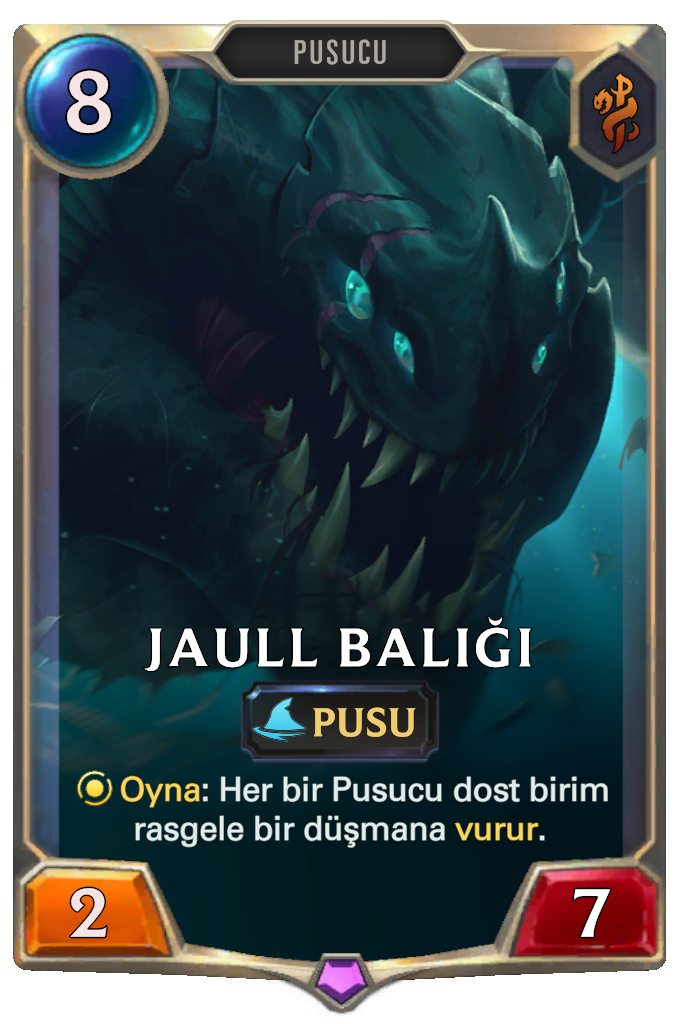 PUSUCU
8
JAULL BALIĞI
PUSU
Oyna: Her bir Pusucu dost birim
rasgele bir düşmana vurur.
2
7